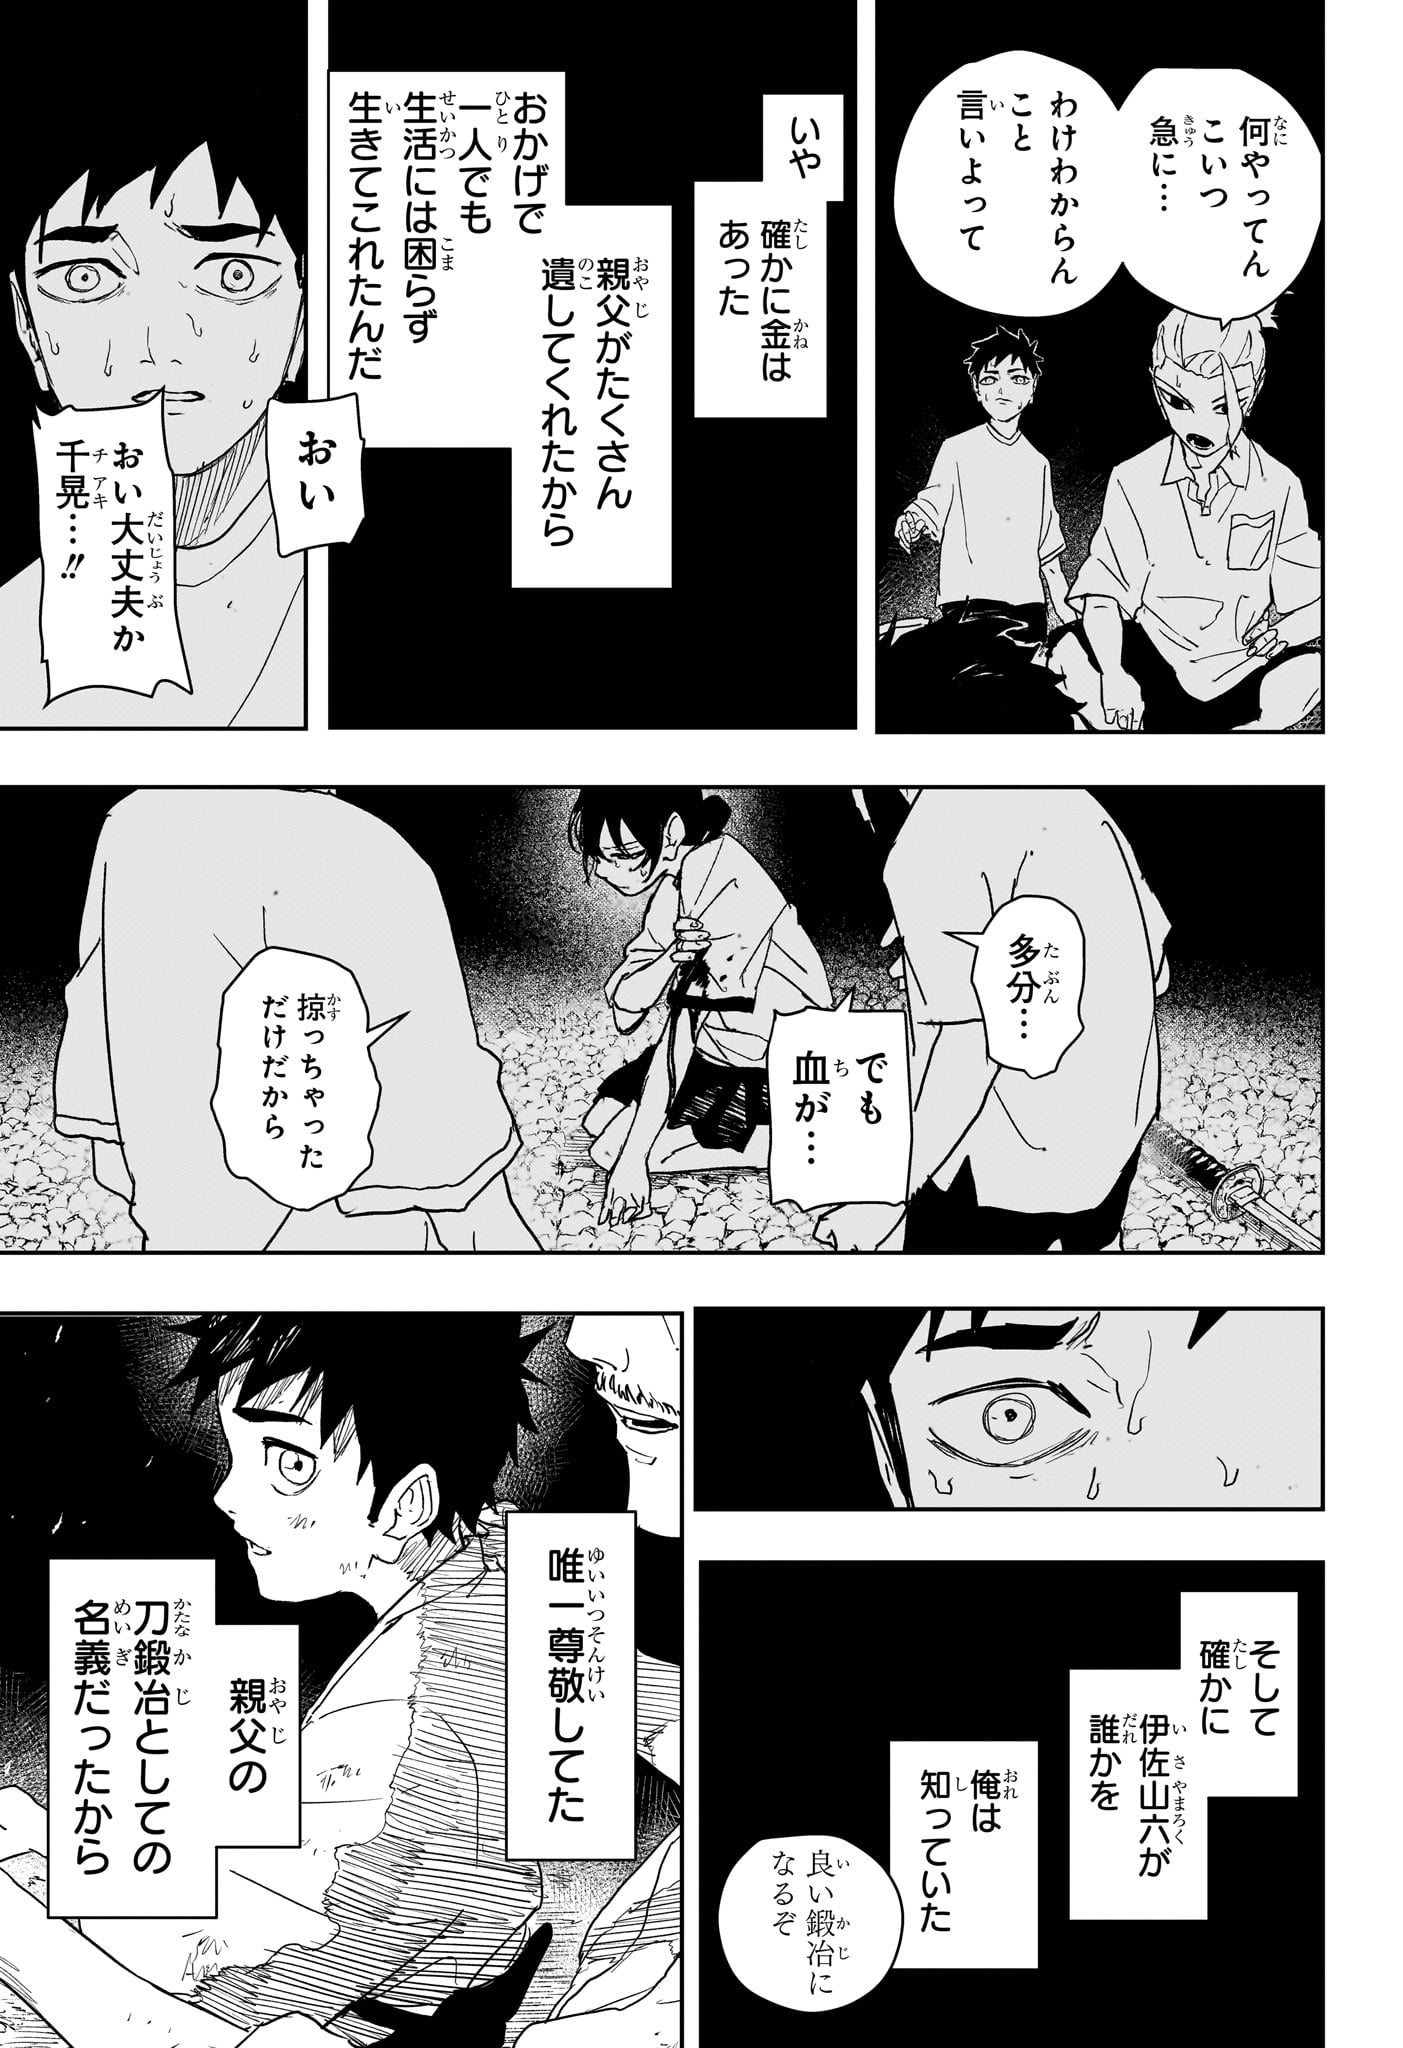 何やってん
こいつ
急に…
わけわからん
こと
言いよって
いや
確かに金は
あった
親父がたくさん
遺してくれたから
おかげで
一人でも
生活には困らず
生きてこれたんだ
おい
おい大丈夫か
千晃…!!
多分…
でも
血が…
掠っちゃった
だけだから
そして
確かに
伊佐山六が
誰かを
俺は
知っていた
良い鍛冶に
なるぞ
唯一尊敬してた
親父の
刀鍛冶としての
名義だったから